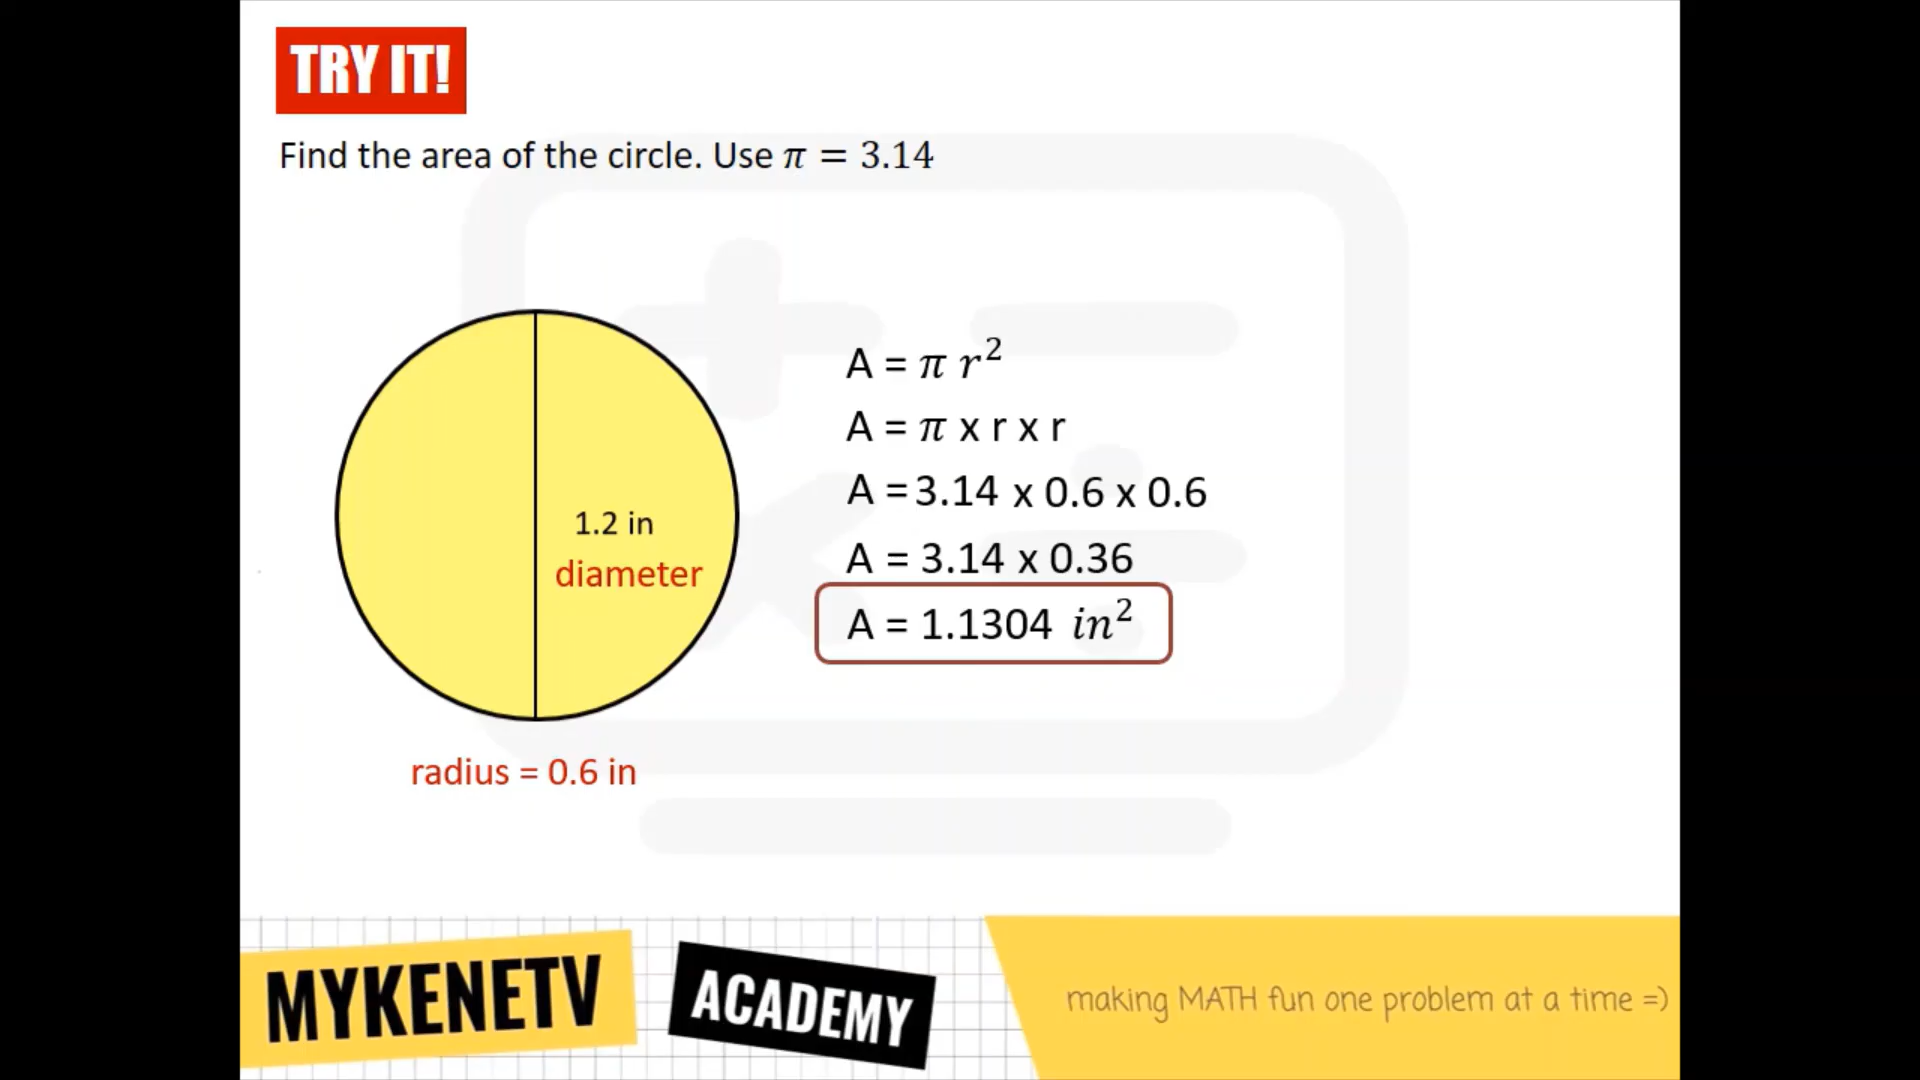 TRY IT!
Find the area of the circle. Use π = 3.14
A = π r²
A = π x r x r
A = 3.14 x 0.6 x 0.6
1.2 in
A = 3.14 x 0.36
diameter
A = 1.1304 in²
radius = 0.6 in
MYKENETV
ACADEMY
making MATH fun one problem at a time =)